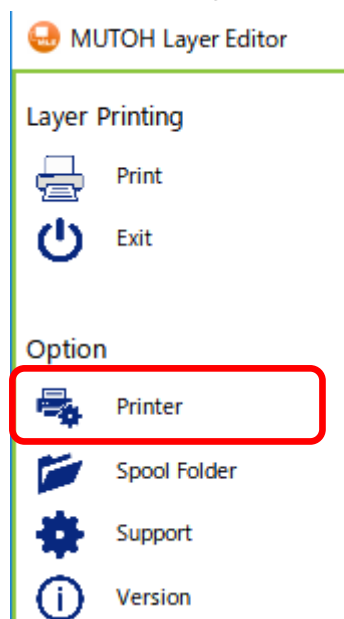 MUTOH Layer Editor
Layer Printing
Print
Exit
Option
Printer
Spool Folder
Support
Version